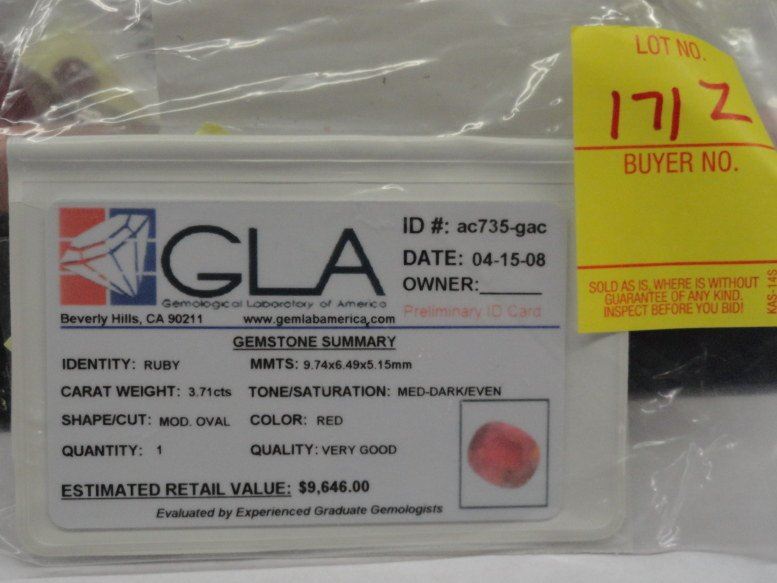 LOT NO.
171Z
BUYER NO.
SOLD AS IS, WHERE IS WITHOUT
GUARANTEE OF ANY KIND.
INSPECT BEFORE YOU BID!
KAS-14S
GLA
Gemological Laboratory of America
Beverly Hills, CA 90211 www.gemlabamerica.com
ID #: ac735-gac
DATE: 04-15-08
OWNER:______
Preliminary ID Card
GEMSTONE SUMMARY
IDENTITY: RUBY MMTS: 9.74x6.49x5.15mm
CARAT WEIGHT: 3.71cts TONE/SATURATION: MED-DARK/EVEN
SHAPE/CUT: MOD. OVAL COLOR: RED
QUANTITY: 1 QUALITY: VERY GOOD
ESTIMATED RETAIL VALUE: $9,646.00
Evaluated by Experienced Graduate Gemologists